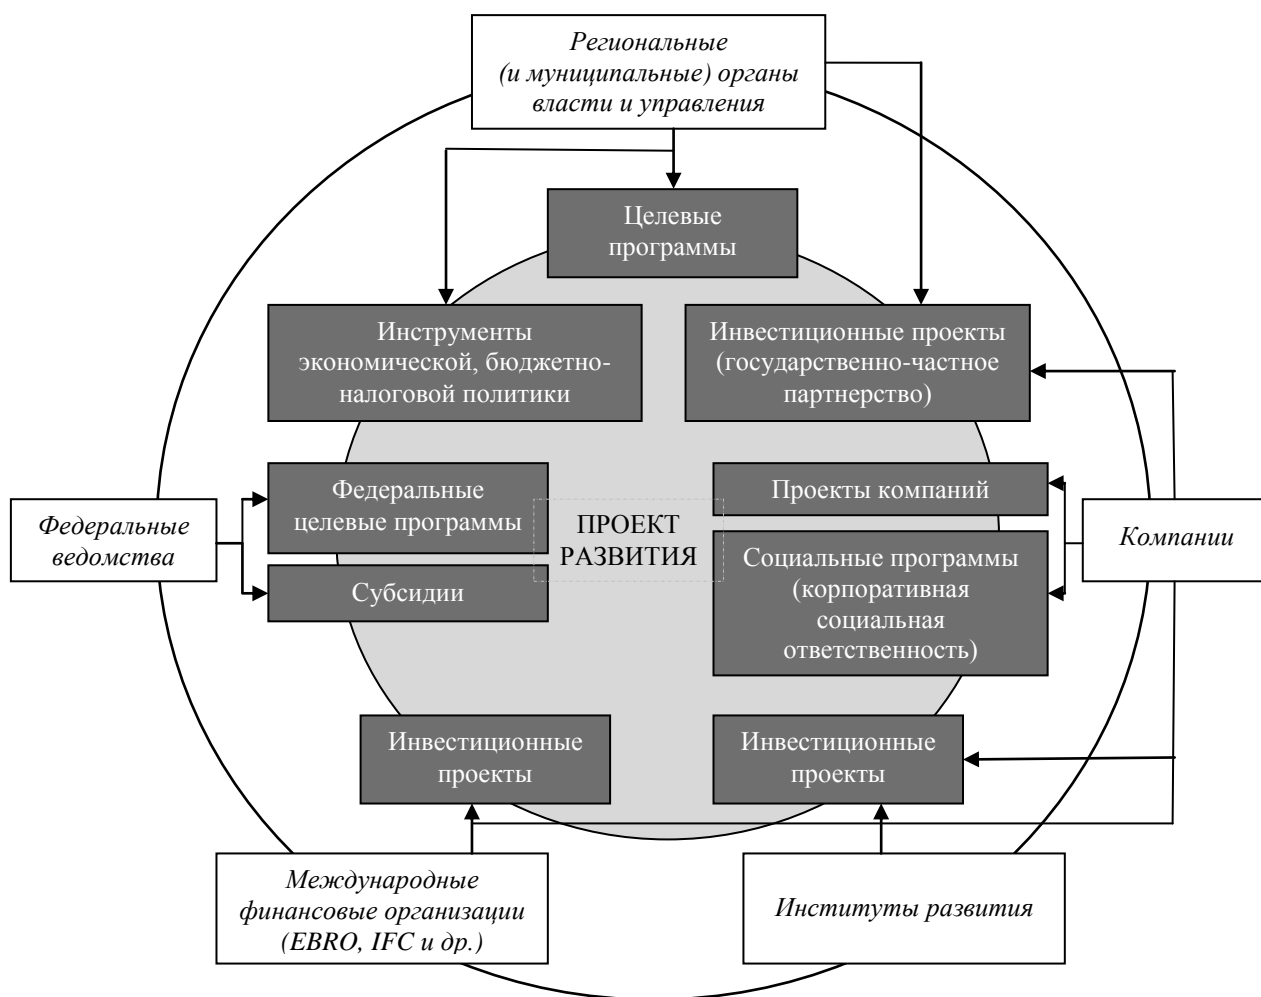 Региональные
(и муниципальные) органы
власти и управления
Целевые
программы
Инструменты
экономической, бюджетно-
налоговой политики
Инвестиционные проекты
(государственно-частное
партнерство)
Федеральные
ведомства
Федеральные
целевые программы
Субсидии
ПРОЕКТ
РАЗВИТИЯ
Проекты компаний
Социальные программы
(корпоративная
социальная
ответственность)
Компании
Инвестиционные
проекты
Инвестиционные
проекты
Международные
финансовые организации
(EBRO, IFC и др.)
Институты развития